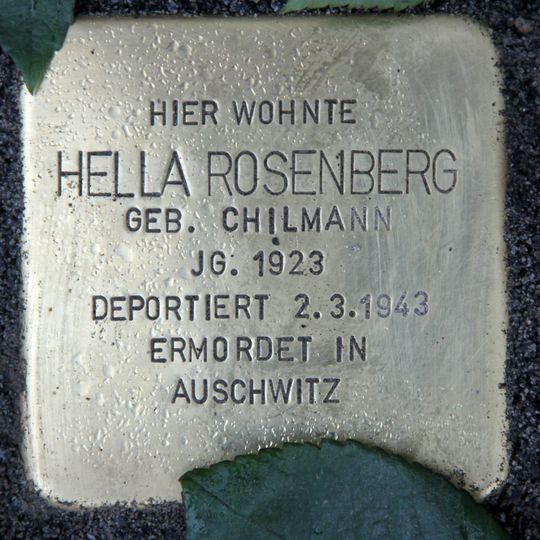 HIER WOHNTE
HELLA ROSENBERG
GEB. CHILMANN
JG. 1923
DEPORTIERT 2.3.1943
ERMORDET IN
AUSCHWITZ